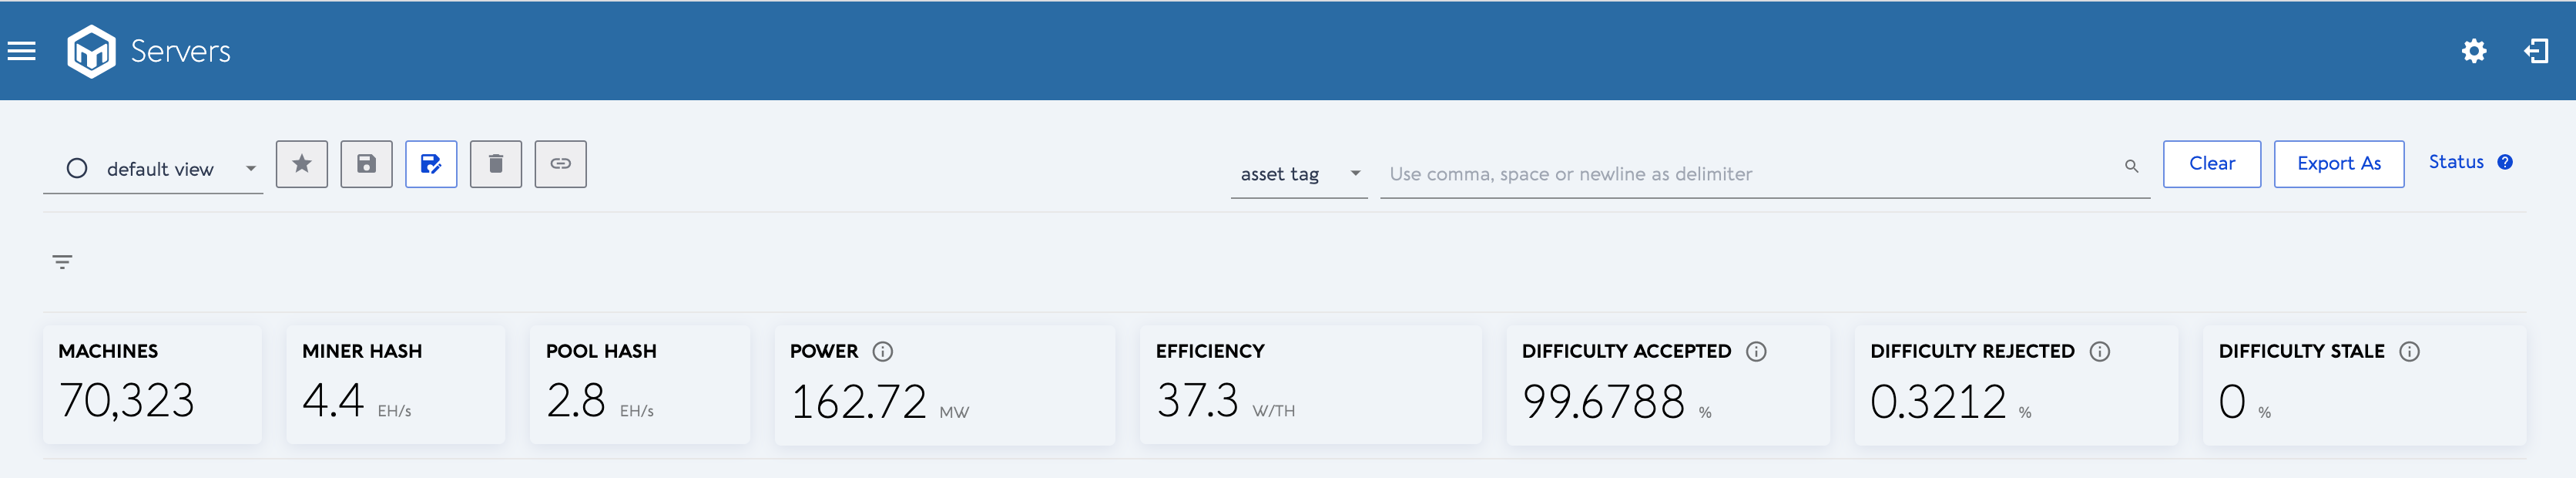 Servers
default view
asset tag
Use comma, space or newline as delimiter
Clear
Export As
Status
MACHINES
70,323
MINER HASH
4.4 EH/s
POOL HASH
2.8 EH/s
POWER
162.72 MW
EFFICIENCY
37.3 W/TH
DIFFICULTY ACCEPTED
99.6788 %
DIFFICULTY REJECTED
0.3212 %
DIFFICULTY STALE
0 %